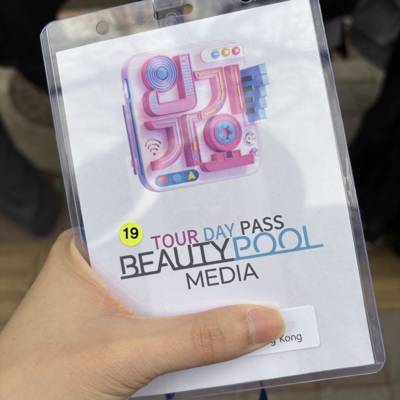 인기
가요
19
TOUR DAY PASS
BEAUTYPOOL
MEDIA
Kong